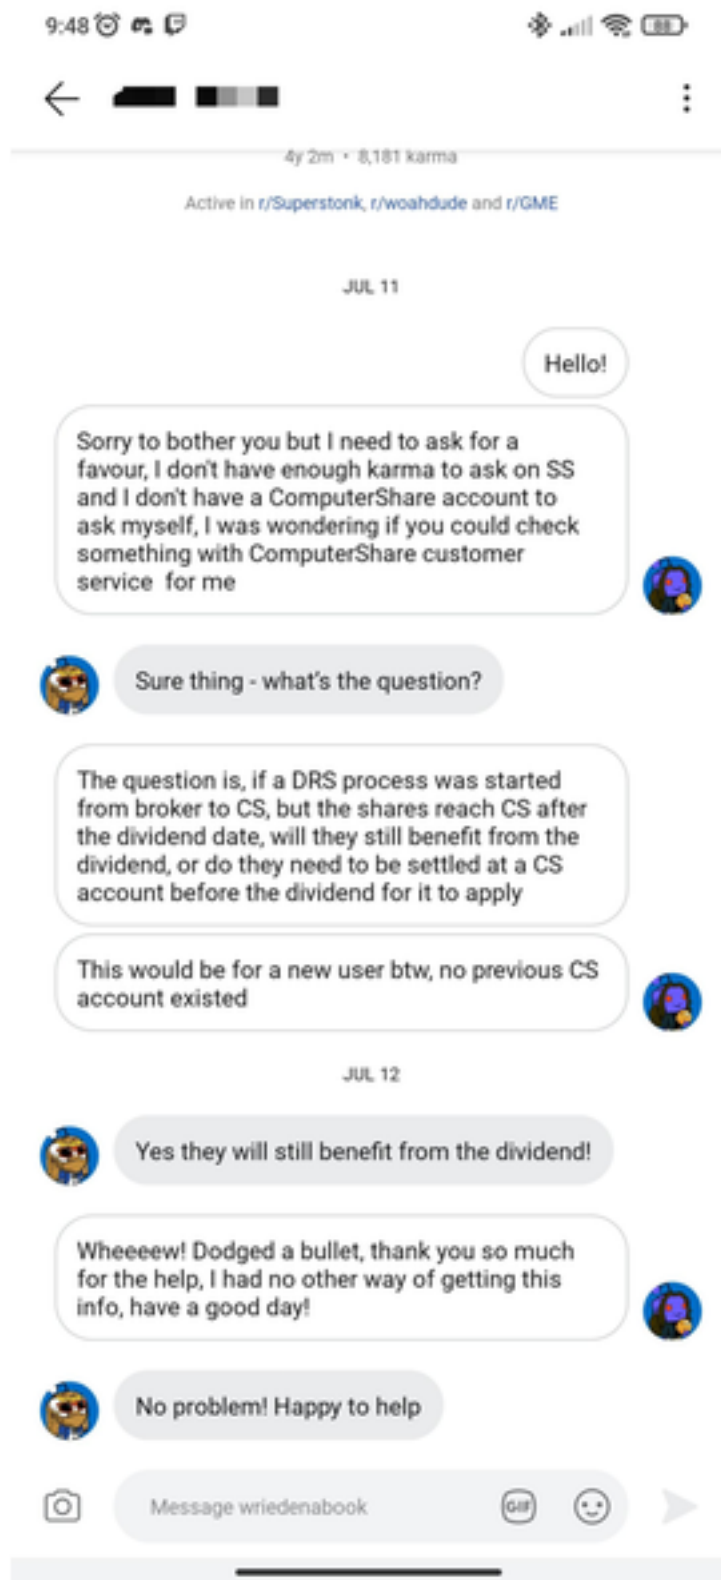 9:48
88
4y 2m • 8,181 karma
Active in r/Superstonk, r/woahdude and r/GME
JUL 11
Hello!
Sorry to bother you but I need to ask for a
favour, I don't have enough karma to ask on SS
and I don't have a ComputerShare account to
ask myself, I was wondering if you could check
something with ComputerShare customer
service  for me
Sure thing - what's the question?
The question is, if a DRS process was started
from broker to CS, but the shares reach CS after
the dividend date, will they still benefit from the
dividend, or do they need to be settled at a CS
account before the dividend for it to apply
This would be for a new user btw, no previous CS
account existed
JUL 12
Yes they will still benefit from the dividend!
Wheeeew! Dodged a bullet, thank you so much
for the help, I had no other way of getting this
info, have a good day!
No problem! Happy to help
Message wriedenabook
GIF